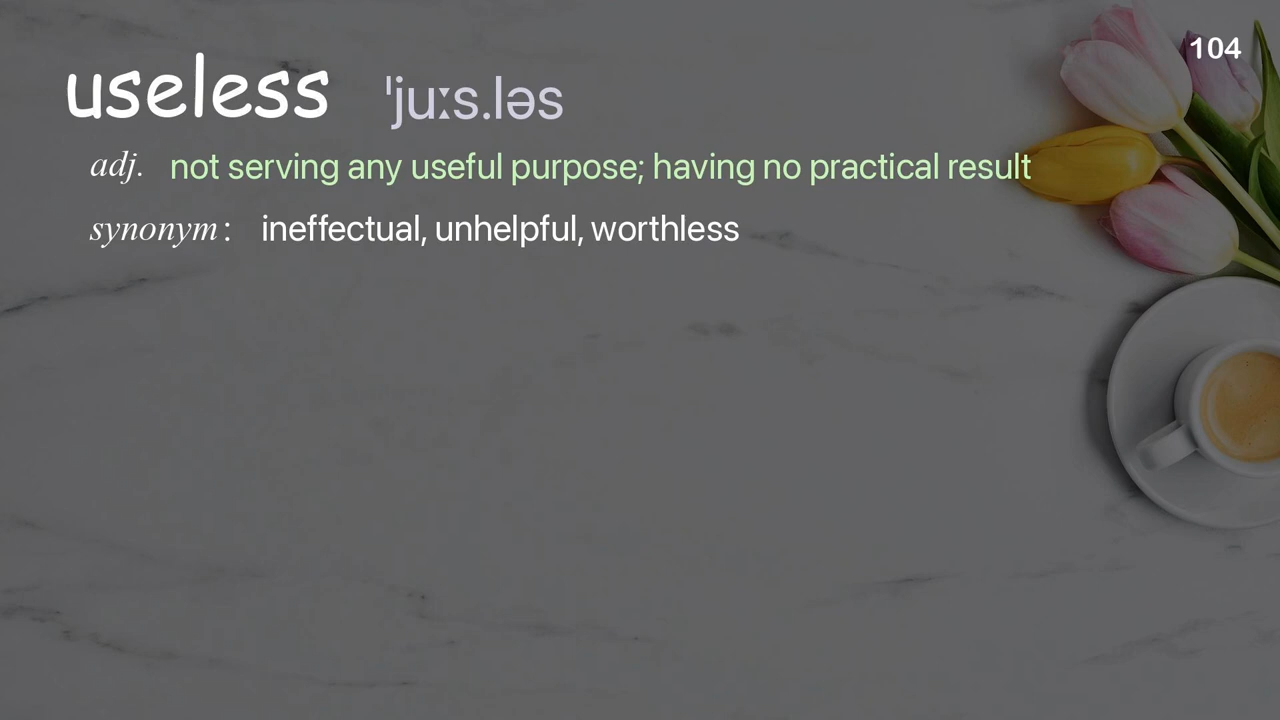 104
useless ˈjuːs.ləs
adj. not serving any useful purpose; having no practical result
synonym: ineffectual, unhelpful, worthless